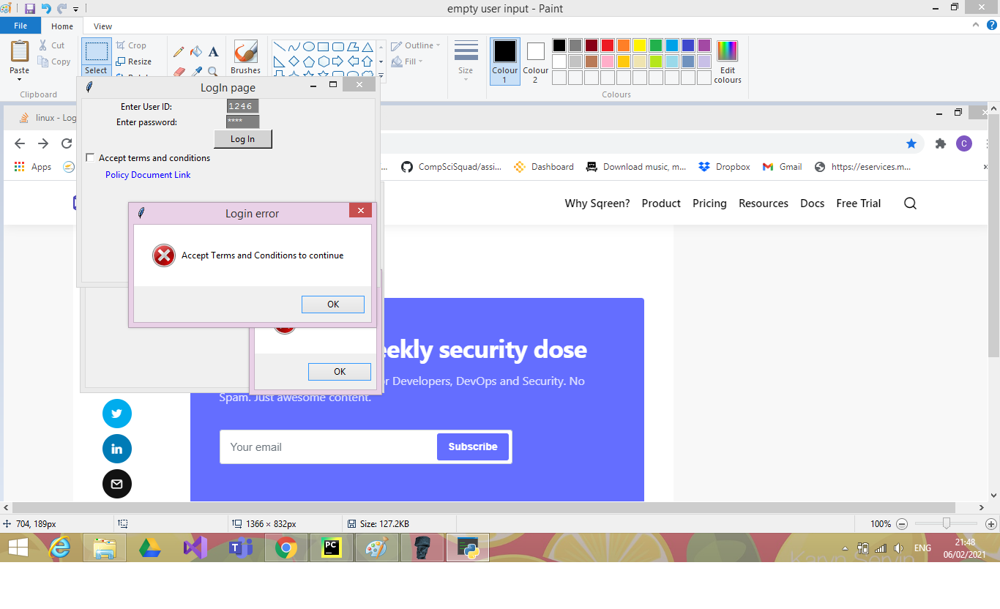 empty user input - Paint
File Home View
Paste
Cut
Copy
Clipboard
Select
Crop
Resize
Brushes
Outline
Fill
Size
Colour 1
Colour 2
Edit colours
Colours
LogIn page
Enter User ID: 1246
Enter password: ****
Log In
Accept terms and conditions
Policy Document Link
Login error
Accept Terms and Conditions to continue
OK
OK
linux - Log
C
Apps
CompSciSquad/assi...
Dashboard
Download music, m...
Dropbox
Gmail
https://eservices.m...
Why Sqreen? Product Pricing Resources Docs Free Trial
eekly security dose
r Developers, DevOps and Security. No
Spam. Just awesome content.
Your email
Subscribe
704, 189px
1366 × 832px
Size: 127.2KB
100%
PC
ENG
21:48
06/02/2021